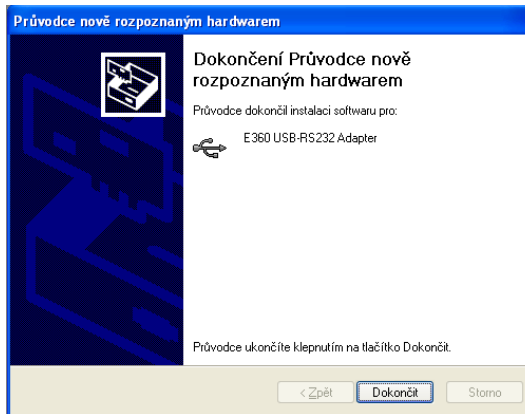 Průvodce nově rozpoznaným hardwarem
Dokončení Průvodce nově
rozpoznaným hardwarem
Průvodce dokončil instalaci softwaru pro:
E360 USB-RS232 Adapter
Průvodce ukončíte klepnutím na tlačítko Dokončit.
< Zpět Dokončit Storno